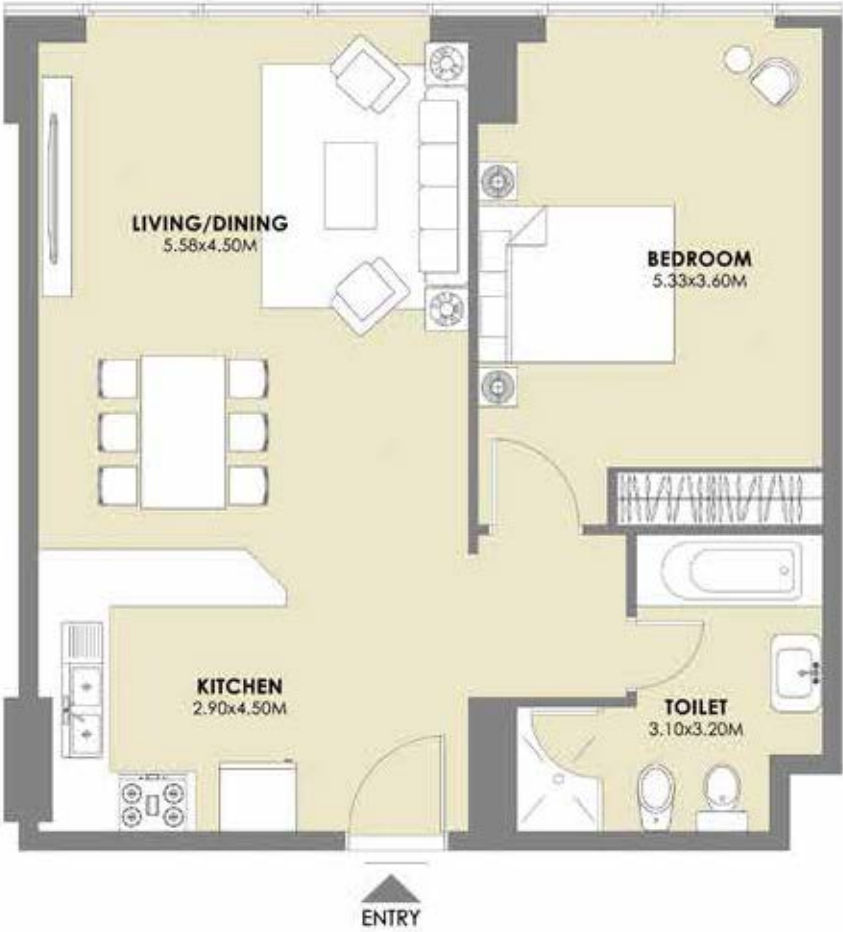 LIVING/DINING
5.58x4.50M
BEDROOM
5.33x3.60M
KITCHEN
2.90x4.50M
TOILET
3.10x3.20M
ENTRY